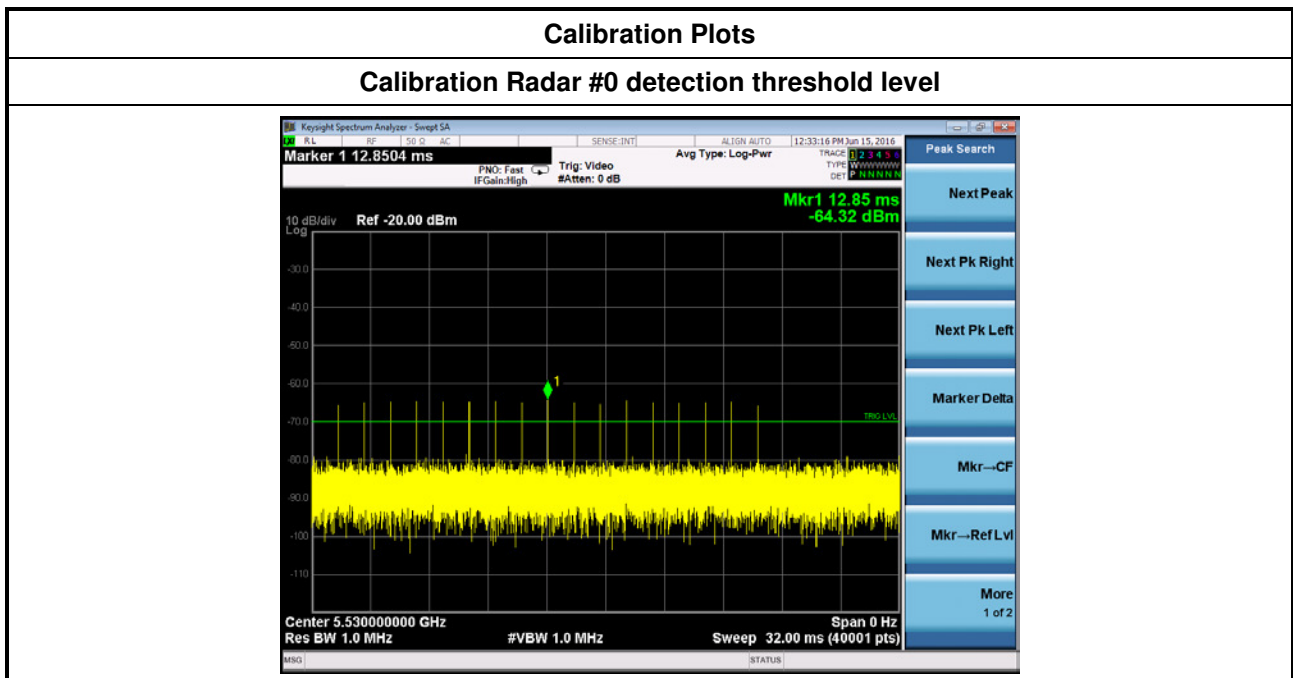 Calibration Plots
Calibration Radar #0 detection threshold level
Keysight Spectrum Analyzer - Swept SA
RL RF 50 Ω AC SENSE:INT ALIGN AUTO 12:33:16 PM Jun 15, 2016
Marker 1 12.8504 ms
PNO: Fast
IFGain:High
Trig: Video
#Atten: 0 dB
Avg Type: Log-Pwr
TRACE 1 2 3 4 5 6
TYPE WWWWWW
DET P N N N N N
Peak Search
Mkr1 12.85 ms
-64.32 dBm
10 dB/div Ref -20.00 dBm
Log
-30.0
-40.0
-50.0
-60.0
-70.0
-80.0
-90.0
-100
-110
1
TRIG LVL
Next Peak
Next Pk Right
Next Pk Left
Marker Delta
Mkr→CF
Mkr→Ref Lvl
More
1 of 2
Center 5.530000000 GHz
Span 0 Hz
Res BW 1.0 MHz
#VBW 1.0 MHz
Sweep 32.00 ms (40001 pts)
MSG
STATUS